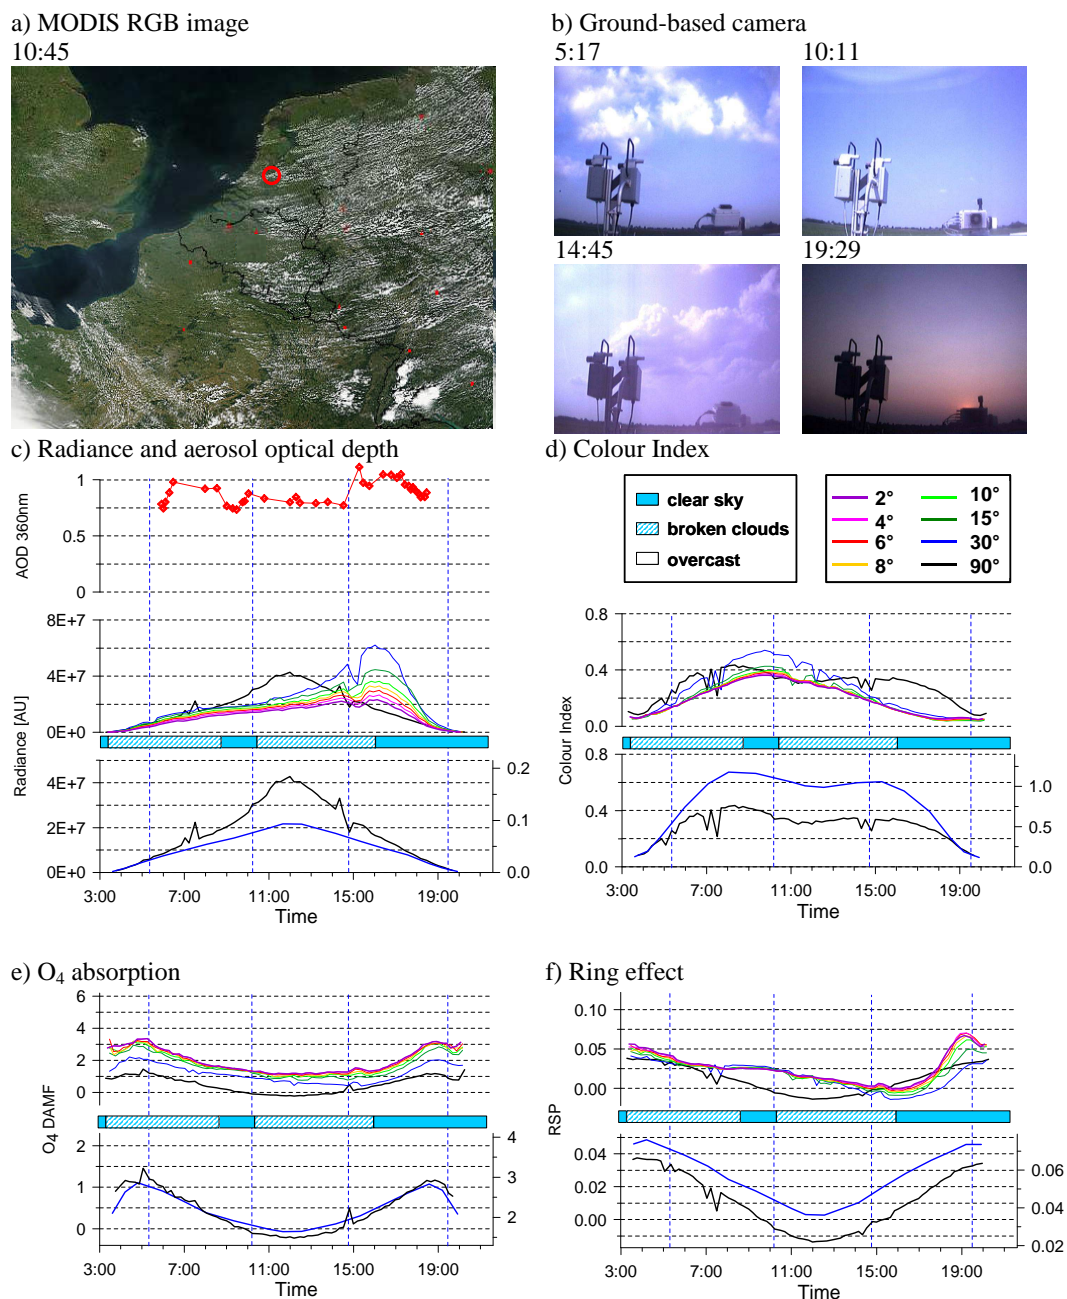 a) MODIS RGB image
10:45
b) Ground-based camera
5:17 10:11
14:45 19:29
c) Radiance and aerosol optical depth
AOD 360nm
1
0.5
0
Radiance [AU]
8E+7
4E+7
0E+0
4E+7
2E+7
0E+0
0.2
0.1
0.0
3:00 7:00 11:00 15:00 19:00
Time
d) Colour Index
clear sky
broken clouds
overcast
2° 10°
4° 15°
6° 30°
8° 90°
Colour Index
0.8
0.4
0.0
0.8
0.4
0.0
1.0
0.5
0.0
3:00 7:00 11:00 15:00 19:00
Time
e) O₄ absorption
O₄ DAMF
6
5
4
3
2
1
0
2
1
0
4
3
2
3:00 7:00 11:00 15:00 19:00
Time
f) Ring effect
RSP
0.10
0.05
0.00
0.04
0.02
0.00
0.06
0.04
0.02
3:00 7:00 11:00 15:00 19:00
Time